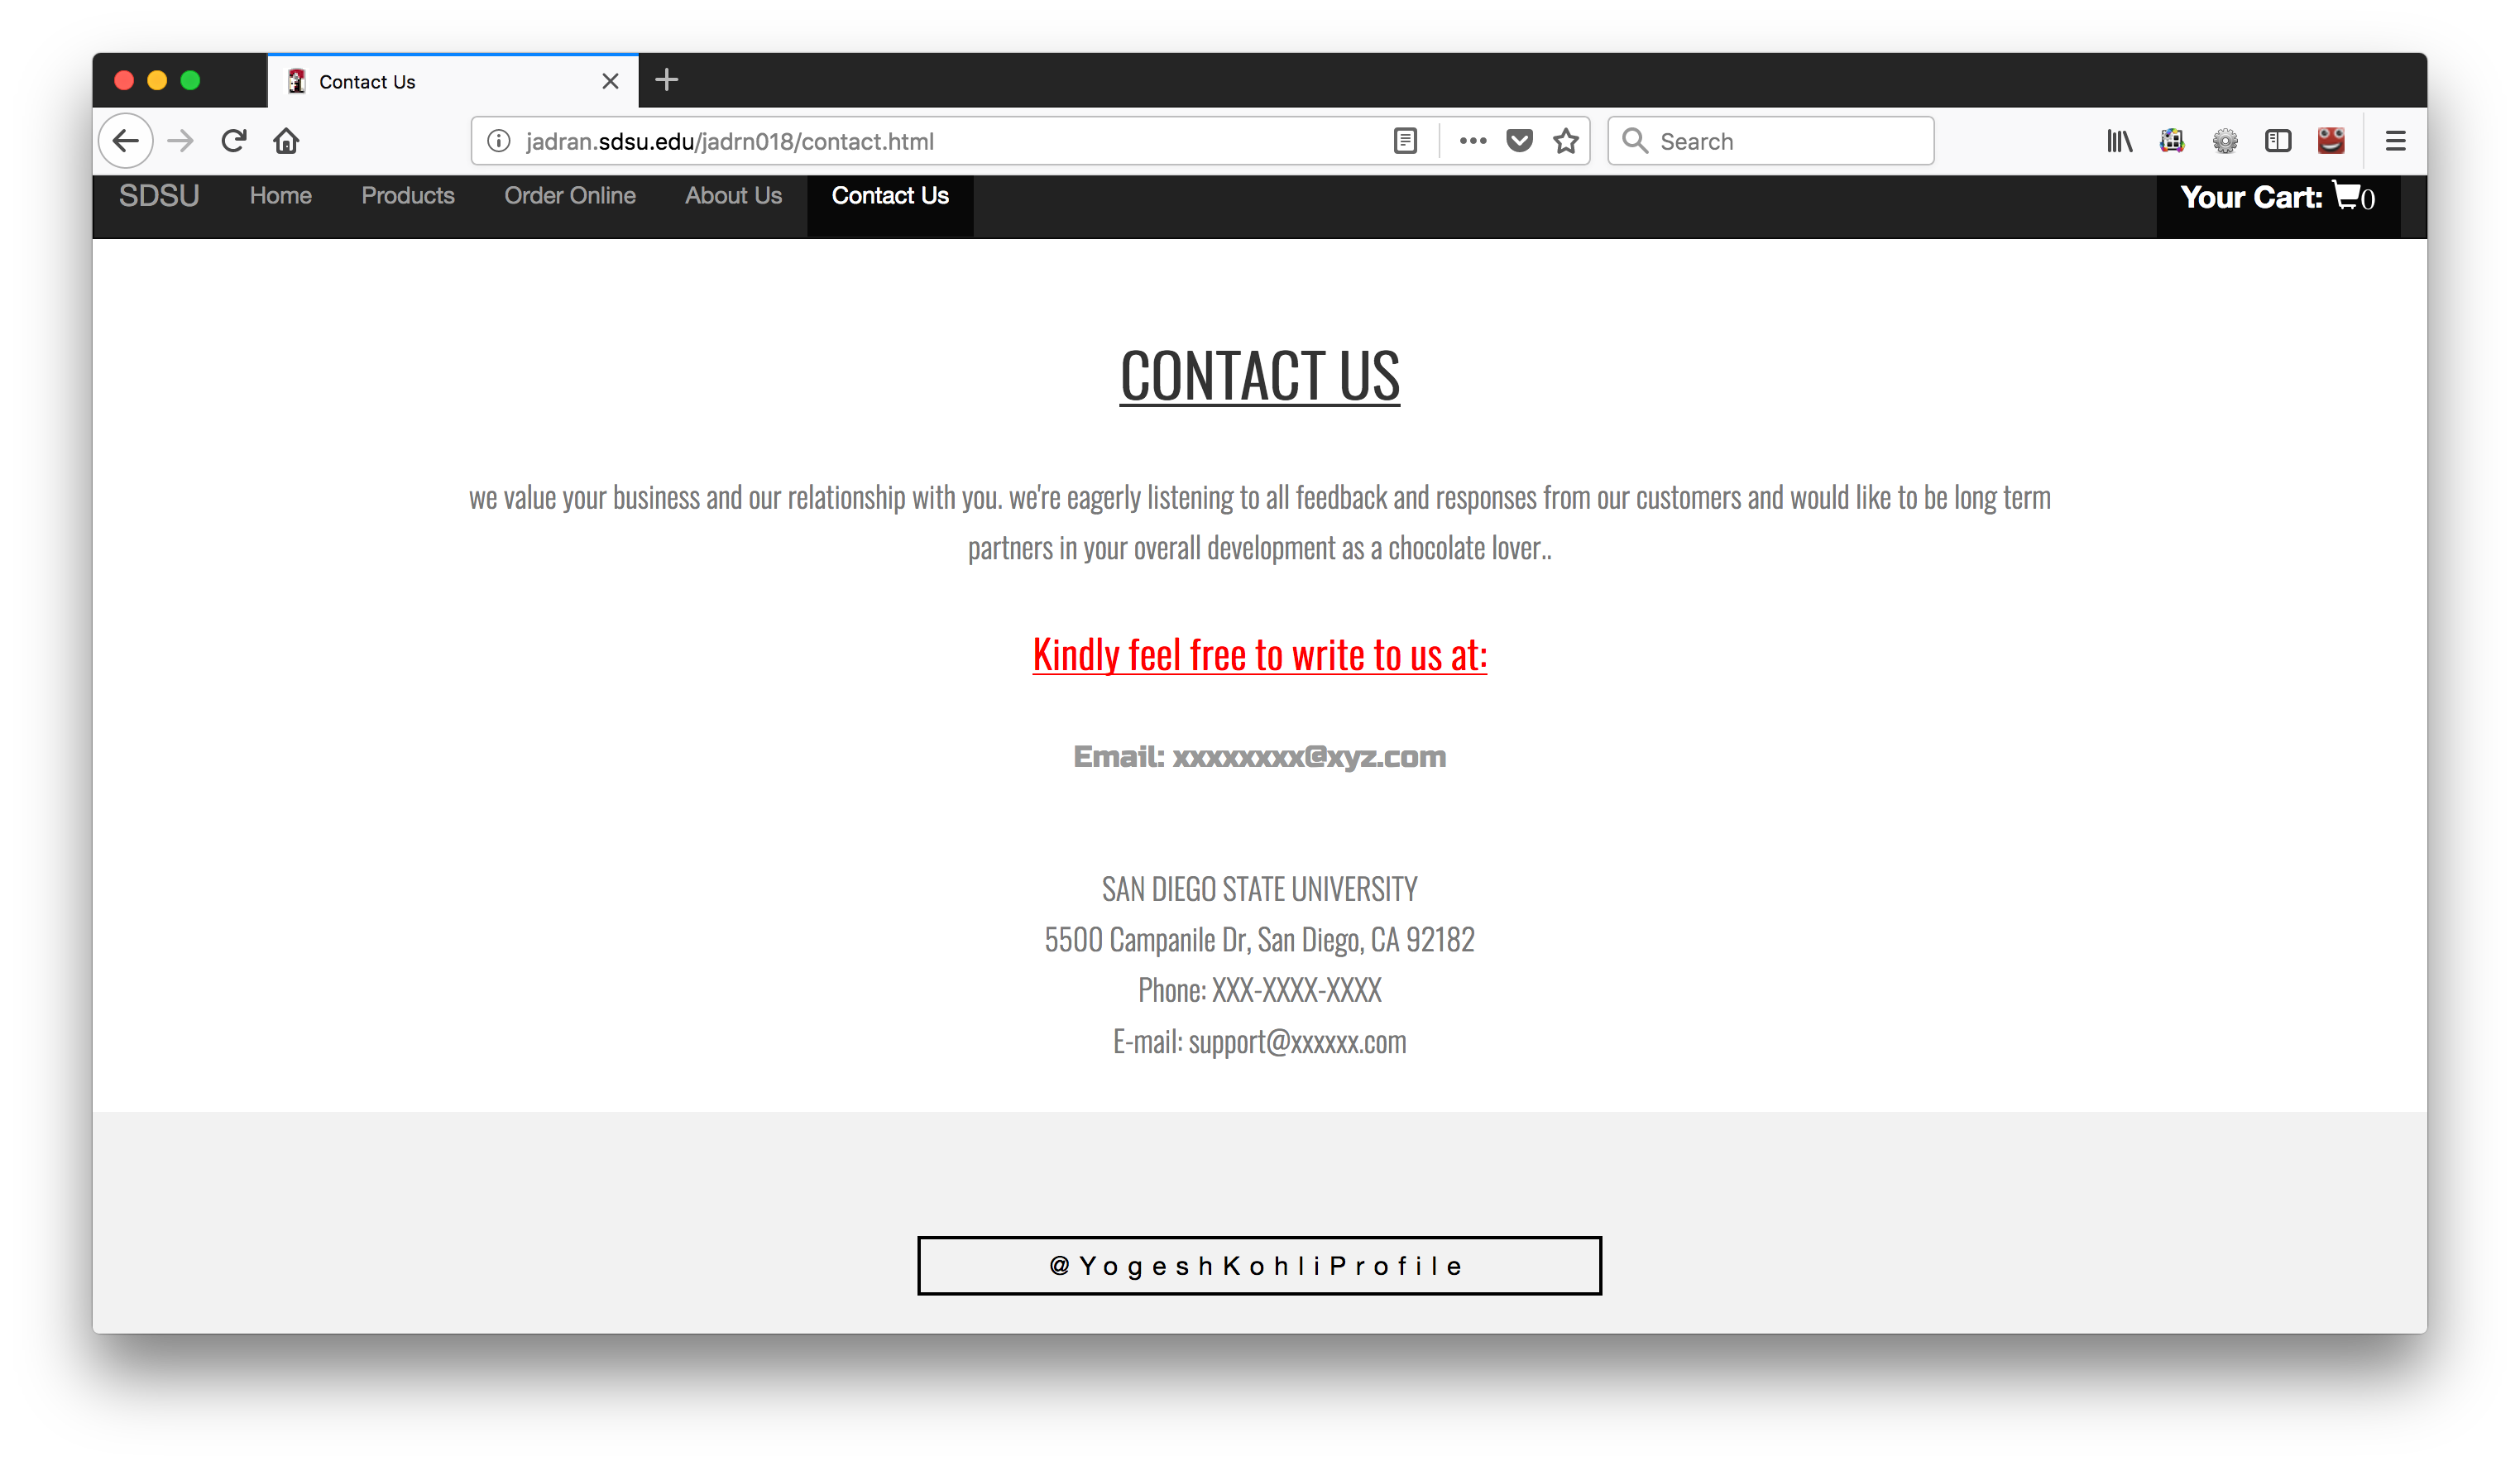 Contact Us
jadran.sdsu.edu/jadrn018/contact.html
Search
SDSU Home Products Order Online About Us Contact Us Your Cart: 0
CONTACT US
we value your business and our relationship with you. we're eagerly listening to all feedback and responses from our customers and would like to be long term
partners in your overall development as a chocolate lover..
Kindly feel free to write to us at:
Email: xxxxxxxx@xyz.com
SAN DIEGO STATE UNIVERSITY
5500 Campanile Dr, San Diego, CA 92182
Phone: XXX-XXXX-XXXX
E-mail: support@xxxxxx.com
@YogeshKohliProfile